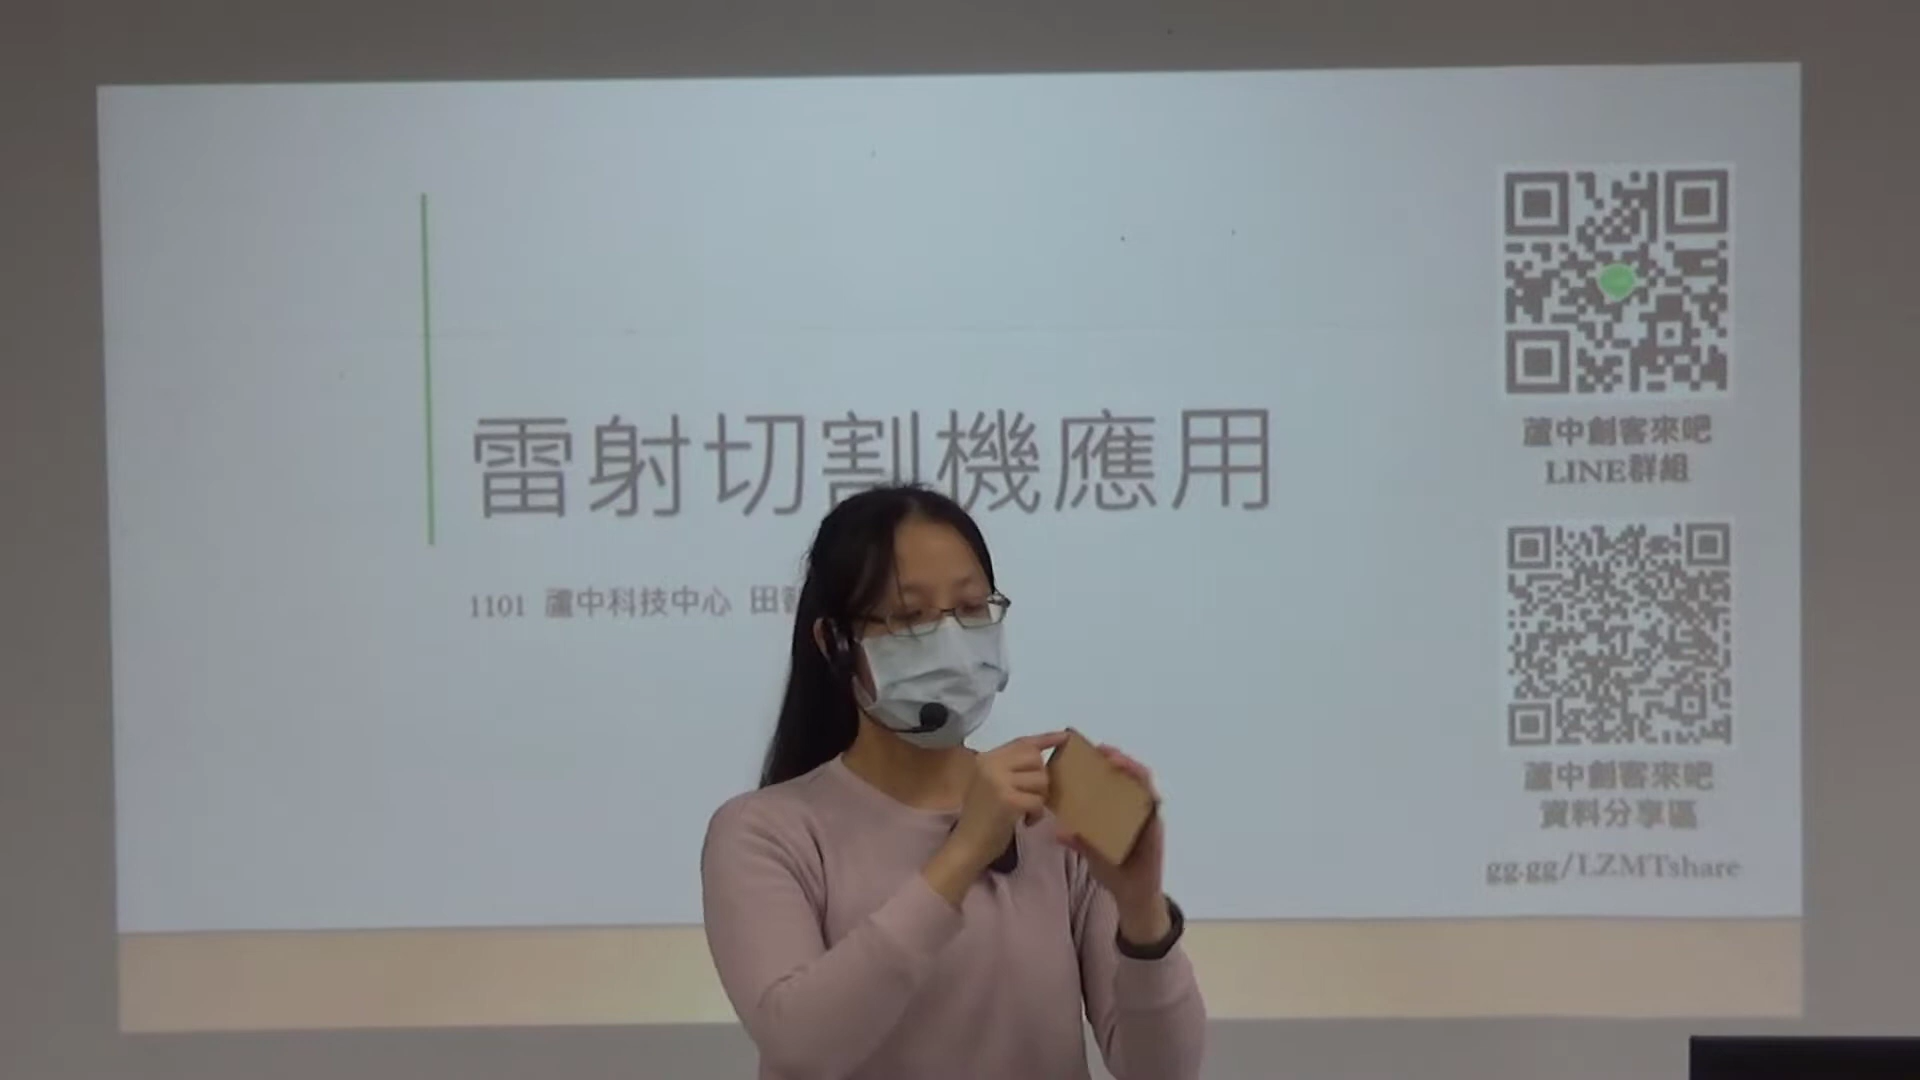 雷射切割機應用
1101 蘆中科技中心 田
蘆中創客來吧
LINE群組
蘆中創客來吧
資料分享區
gg.gg/LZMTshare